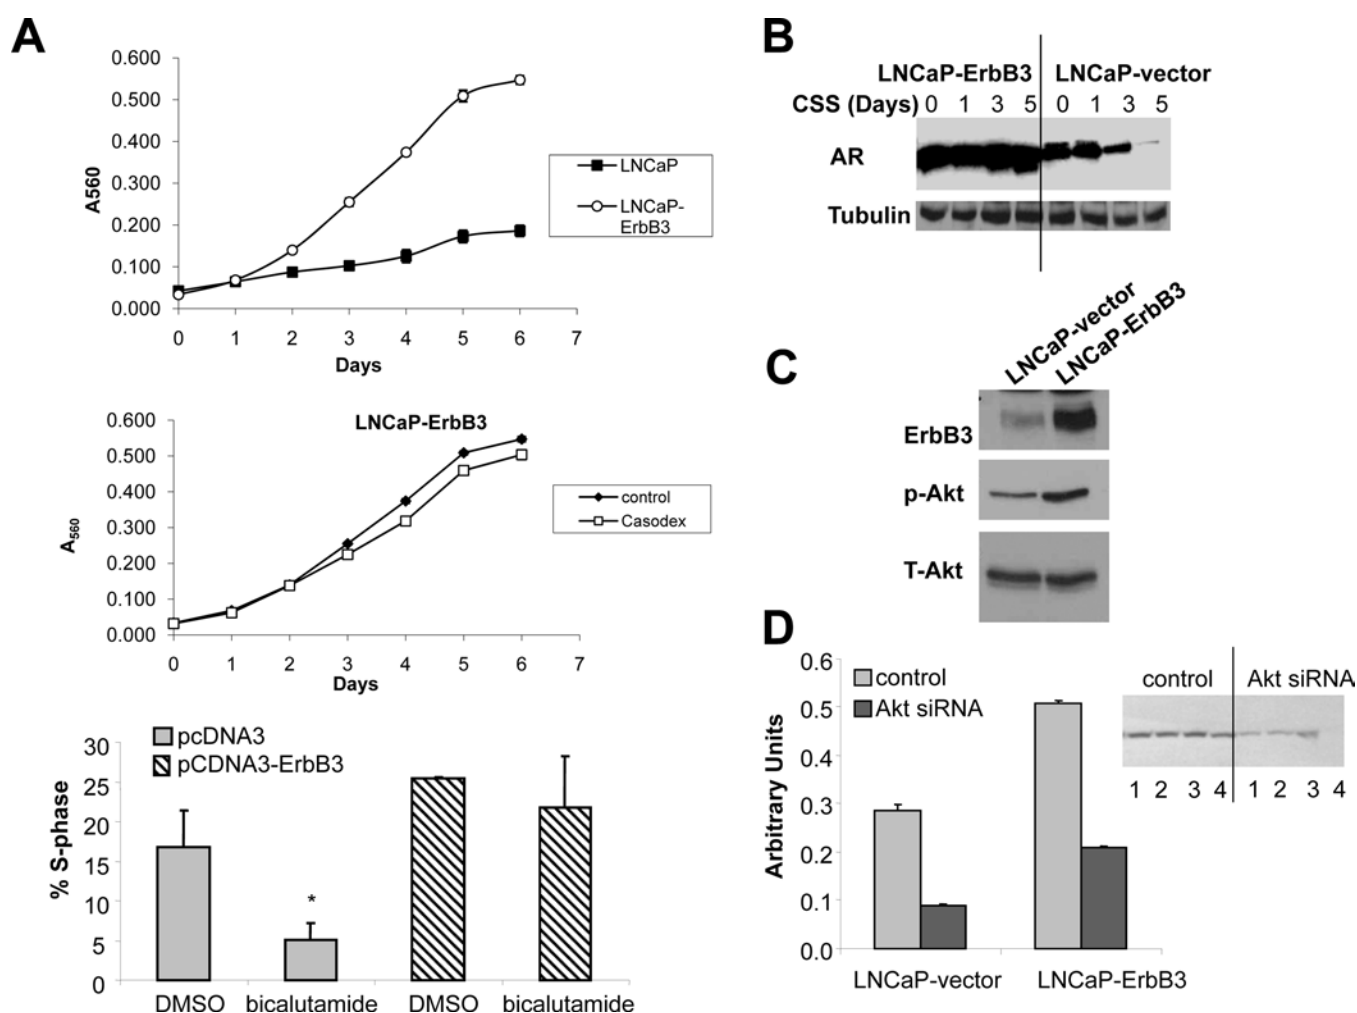 A
0.600
0.500
0.400
0.300
0.200
0.100
0.000
A560
0 1 2 3 4 5 6 7
Days
LNCaP
LNCaP-
ErbB3
LNCaP-ErbB3
0.600
0.500
0.400
0.300
0.200
0.100
0.000
A560
0 1 2 3 4 5 6 7
Days
control
Casodex
pcDNA3
pCDNA3-ErbB3
30
25
20
15
10
5
0
% S-phase
*
DMSO bicalutamide DMSO bicalutamide
B
LNCaP-ErbB3 LNCaP-vector
CSS (Days) 0 1 3 5 0 1 3 5
AR
Tubulin
C
LNCaP-vector
LNCaP-ErbB3
ErbB3
p-Akt
T-Akt
D
0.6
0.5
0.3
0.2
0.1
0.0
Arbitrary Units
control
Akt siRNA
LNCaP-vector LNCaP-ErbB3
control Akt siRNA
1 2 3 4 1 2 3 4